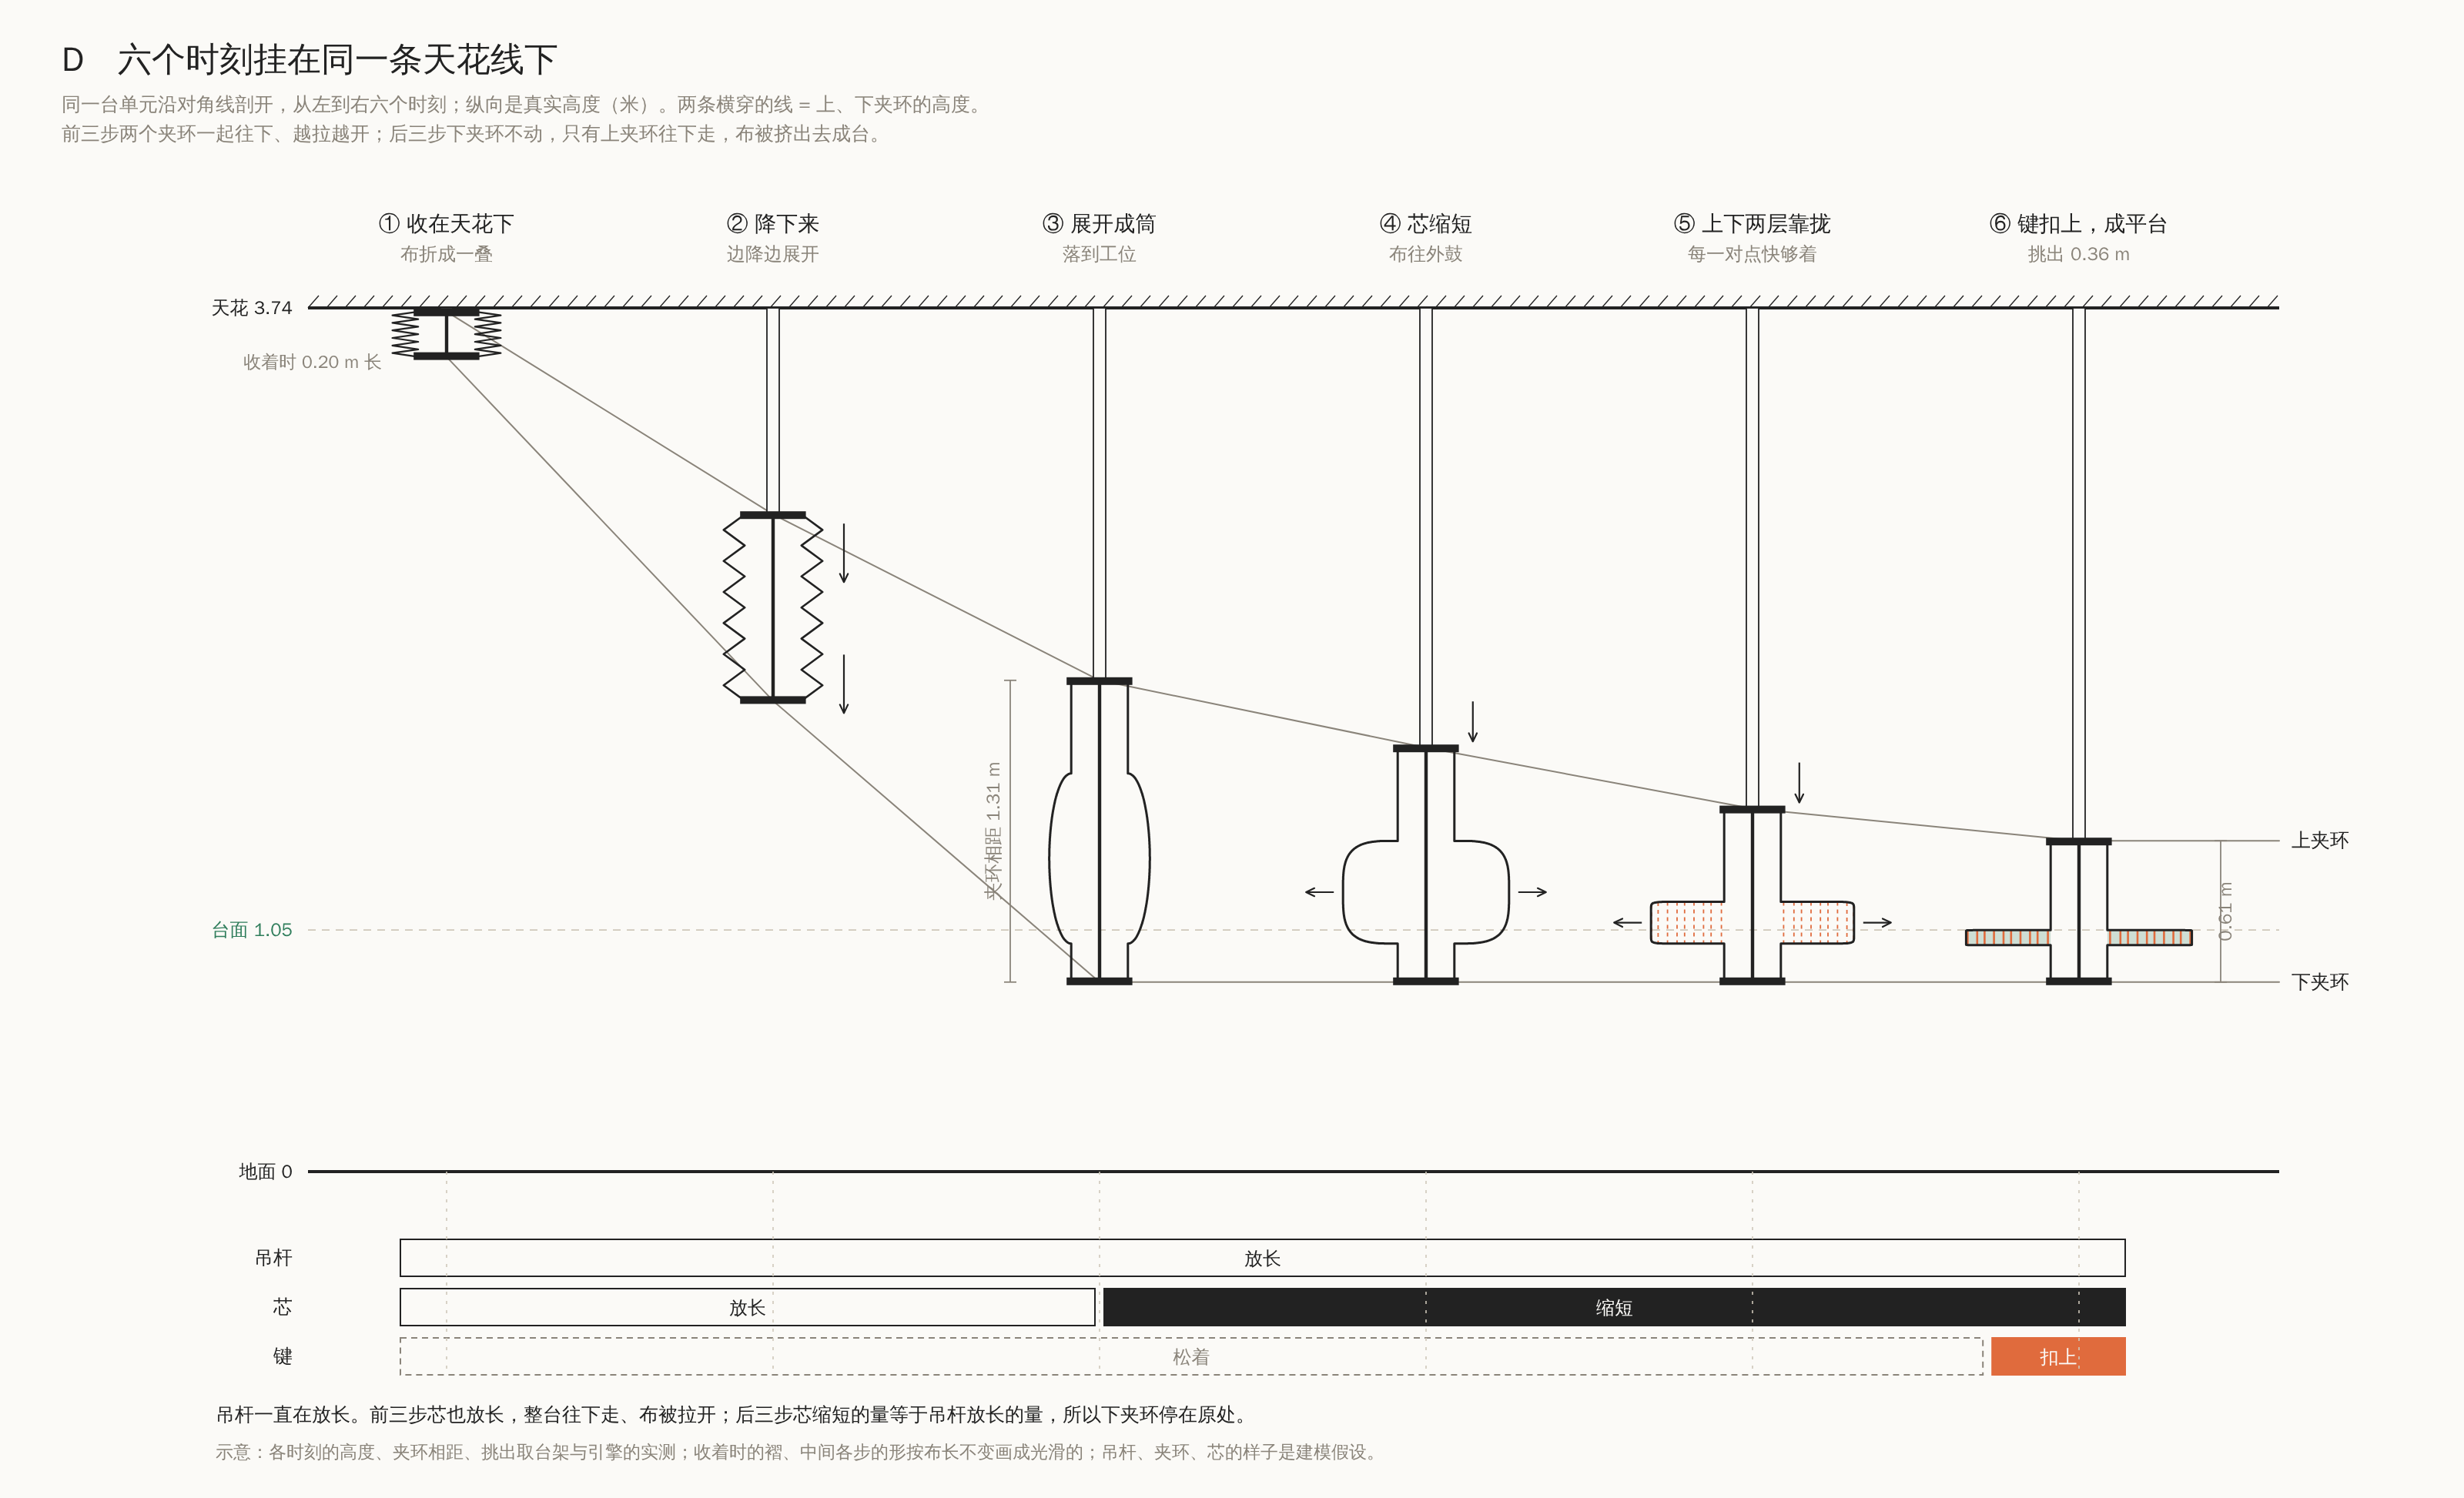 D 六个时刻挂在同一条天花线下
同一台单元沿对角线剖开，从左到右六个时刻；纵向是真实高度（米）。两条横穿的线 = 上、下夹环的高度。
前三步两个夹环一起往下、越拉越开；后三步下夹环不动，只有上夹环往下走，布被挤出去成台。
① 收在天花下
布折成一叠
② 降下来
边降边展开
③ 展开成筒
落到工位
④ 芯缩短
布往外鼓
⑤ 上下两层靠拢
每一对点快够着
⑥ 键扣上，成平台
挑出 0.36 m
天花 3.74
收着时 0.20 m 长
夹环相距 1.31 m
上夹环
0.61 m
台面 1.05
下夹环
地面 0
吊杆
放长
芯
放长
缩短
键
松着
扣上
吊杆一直在放长。前三步芯也放长，整台往下走、布被拉开；后三步芯缩短的量等于吊杆放长的量，所以下夹环停在原处。
示意：各时刻的高度、夹环相距、挑出取台架与引擎的实测；收着时的褶、中间各步的形按布长不变画成光滑的；吊杆、夹环、芯的样子是建模假设。